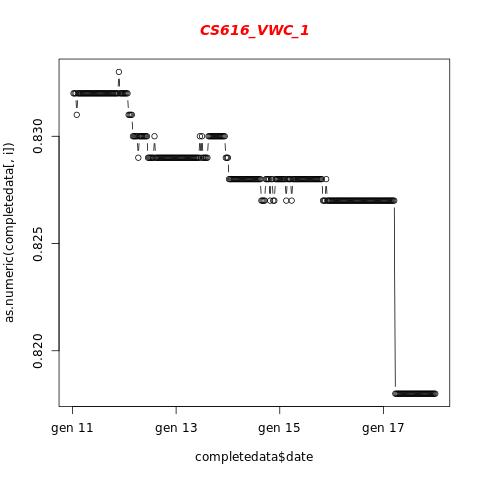 CS616_VWC_1
as.numeric(completedata[, i])
0.830
0.825
0.820
gen 11
gen 13
gen 15
gen 17
completedata$date